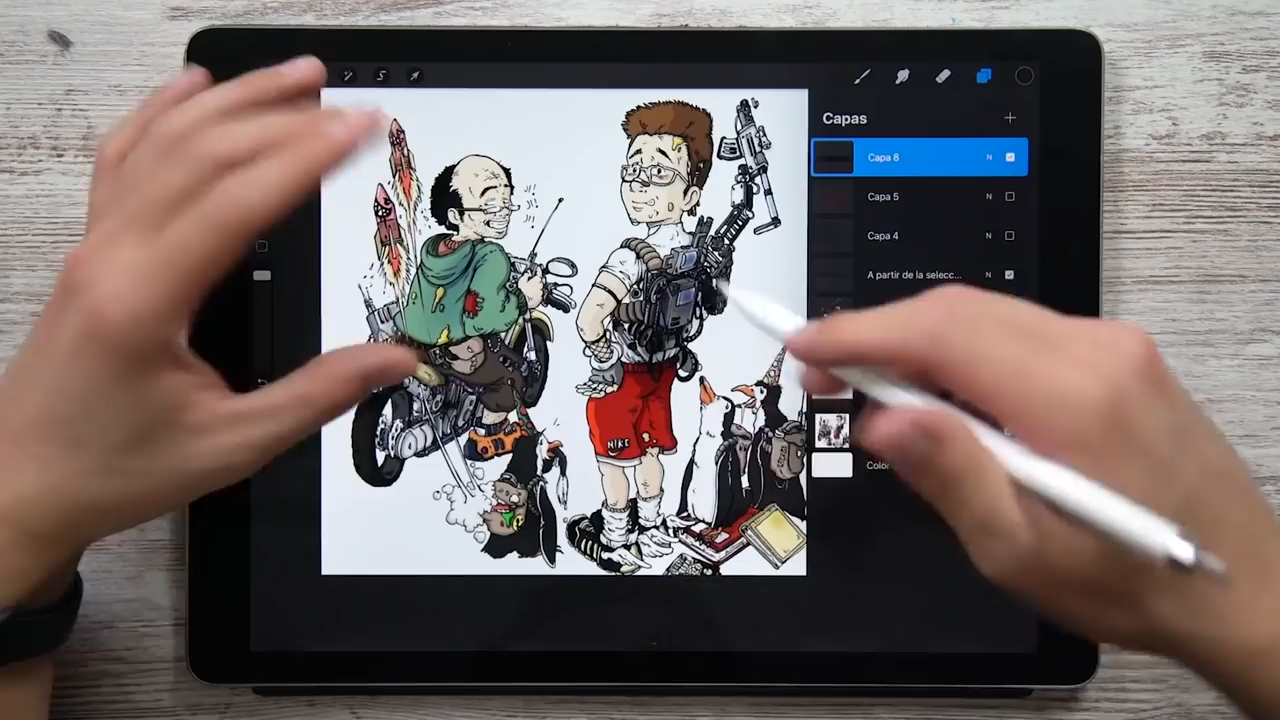 Capas
Capa 8 N
Capa 5 N
Capa 4 N
A partir de la selecc... N
NIKE